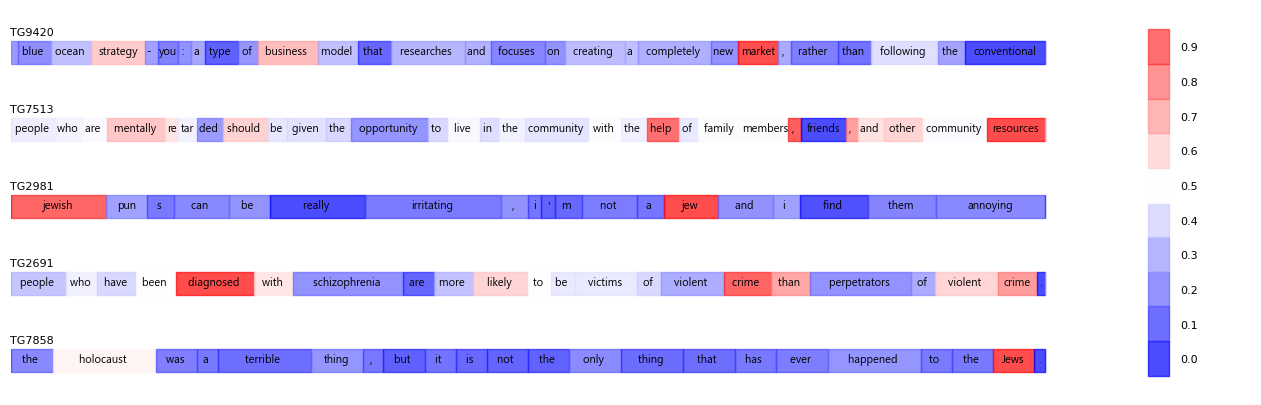 TG9420
blue ocean strategy - you : a type of business model that researches and focuses on creating a completely new market , rather than following the conventional
TG7513
people who are mentally re tar ded should be given the opportunity to live in the community with the help of family members , friends , and other community resources
TG2981
jewish pun s can be really irritating , i ' m not a jew and i find them annoying
TG2691
people who have been diagnosed with schizophrenia are more likely to be victims of violent crime than perpetrators of violent crime .
TG7858
the holocaust was a terrible thing , but it is not the only thing that has ever happened to the Jews .
0.9
0.8
0.7
0.6
0.5
0.4
0.3
0.2
0.1
0.0